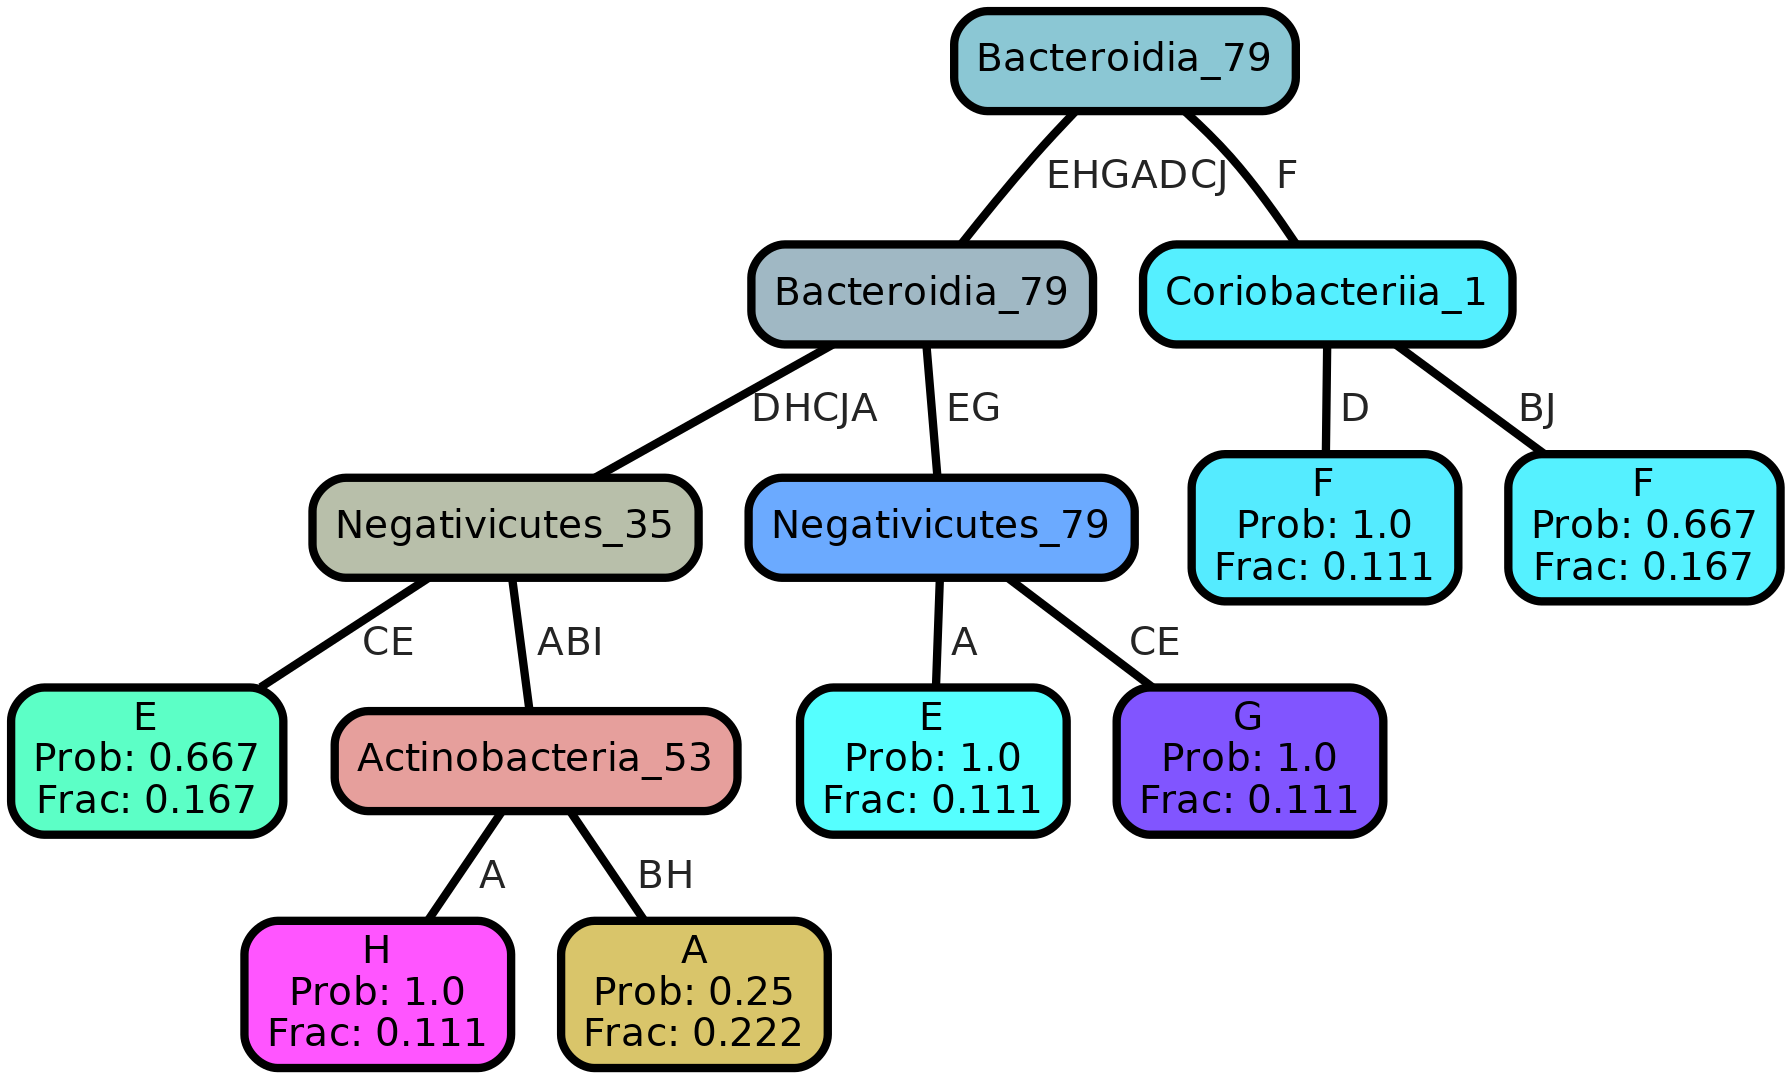 Bacteroidia_79
EHGADCJ
F
Bacteroidia_79
Coriobacteriia_1
DHCJA
EG
D
BJ
Negativicutes_35
Negativicutes_79
F
Prob: 1.0
Frac: 0.111
F
Prob: 0.667
Frac: 0.167
CE
ABI
A
CE
E
Prob: 0.667
Frac: 0.167
Actinobacteria_53
E
Prob: 1.0
Frac: 0.111
G
Prob: 1.0
Frac: 0.111
A
BH
H
Prob: 1.0
Frac: 0.111
A
Prob: 0.25
Frac: 0.222